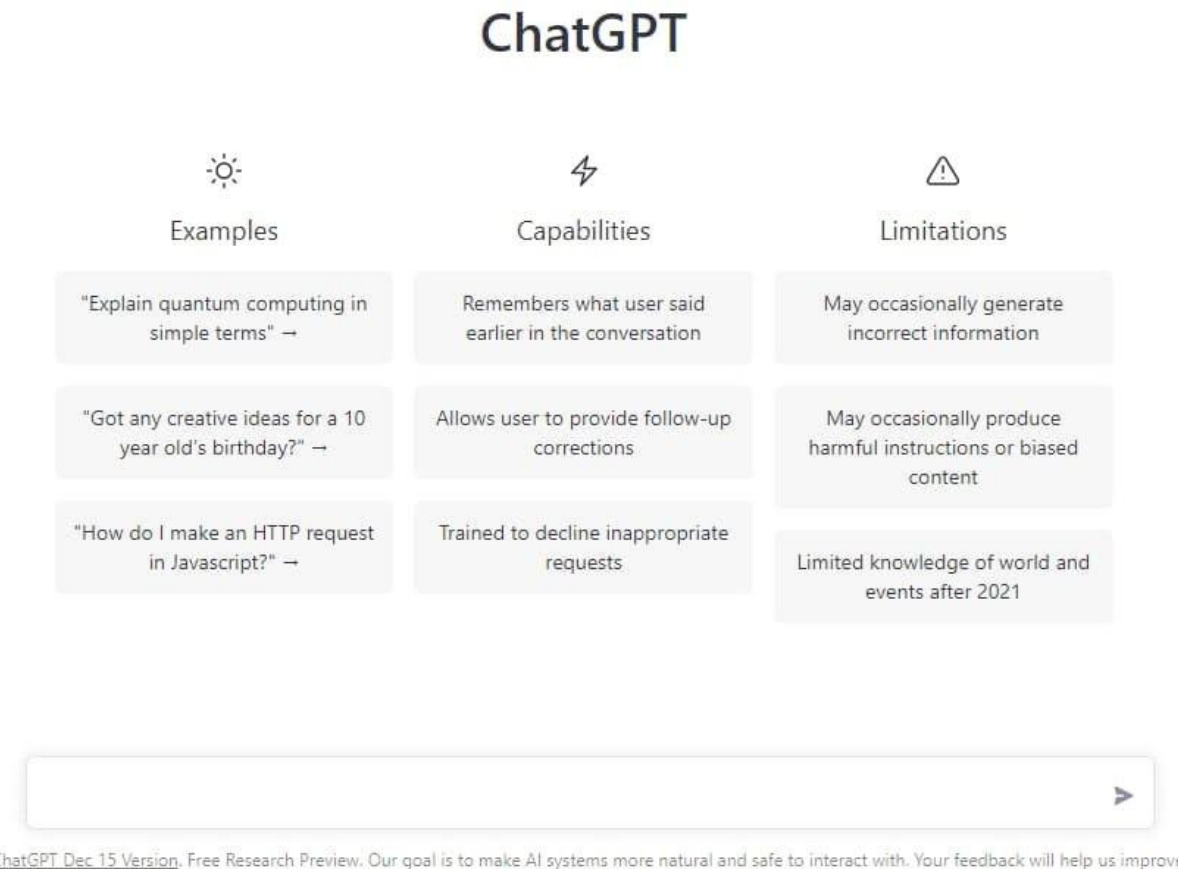 ChatGPT
Examples
"Explain quantum computing in
simple terms" →
"Got any creative ideas for a 10
year old's birthday?" →
"How do I make an HTTP request
in Javascript?" →
Capabilities
Remembers what user said
earlier in the conversation
Allows user to provide follow-up
corrections
Trained to decline inappropriate
requests
Limitations
May occasionally generate
incorrect information
May occasionally produce
harmful instructions or biased
content
Limited knowledge of world and
events after 2021
ChatGPT Dec 15 Version. Free Research Preview. Our goal is to make AI systems more natural and safe to interact with. Your feedback will help us improve